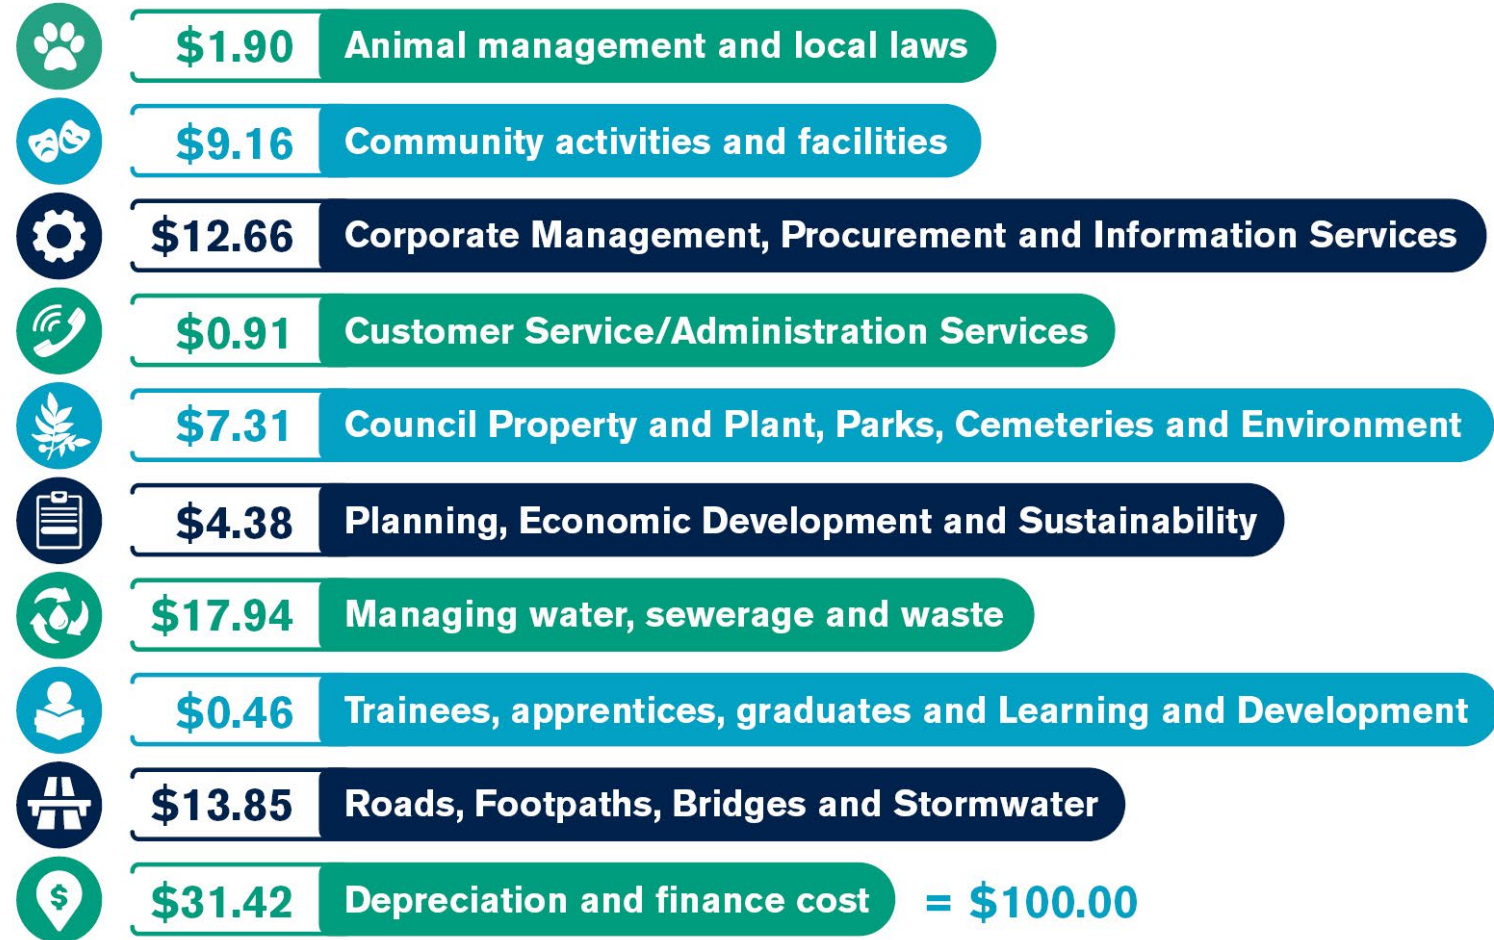 $1.90 Animal management and local laws
$9.16 Community activities and facilities
$12.66 Corporate Management, Procurement and Information Services
$0.91 Customer Service/Administration Services
$7.31 Council Property and Plant, Parks, Cemeteries and Environment
$4.38 Planning, Economic Development and Sustainability
$17.94 Managing water, sewerage and waste
$0.46 Trainees, apprentices, graduates and Learning and Development
$13.85 Roads, Footpaths, Bridges and Stormwater
$ $31.42 Depreciation and finance cost = $100.00